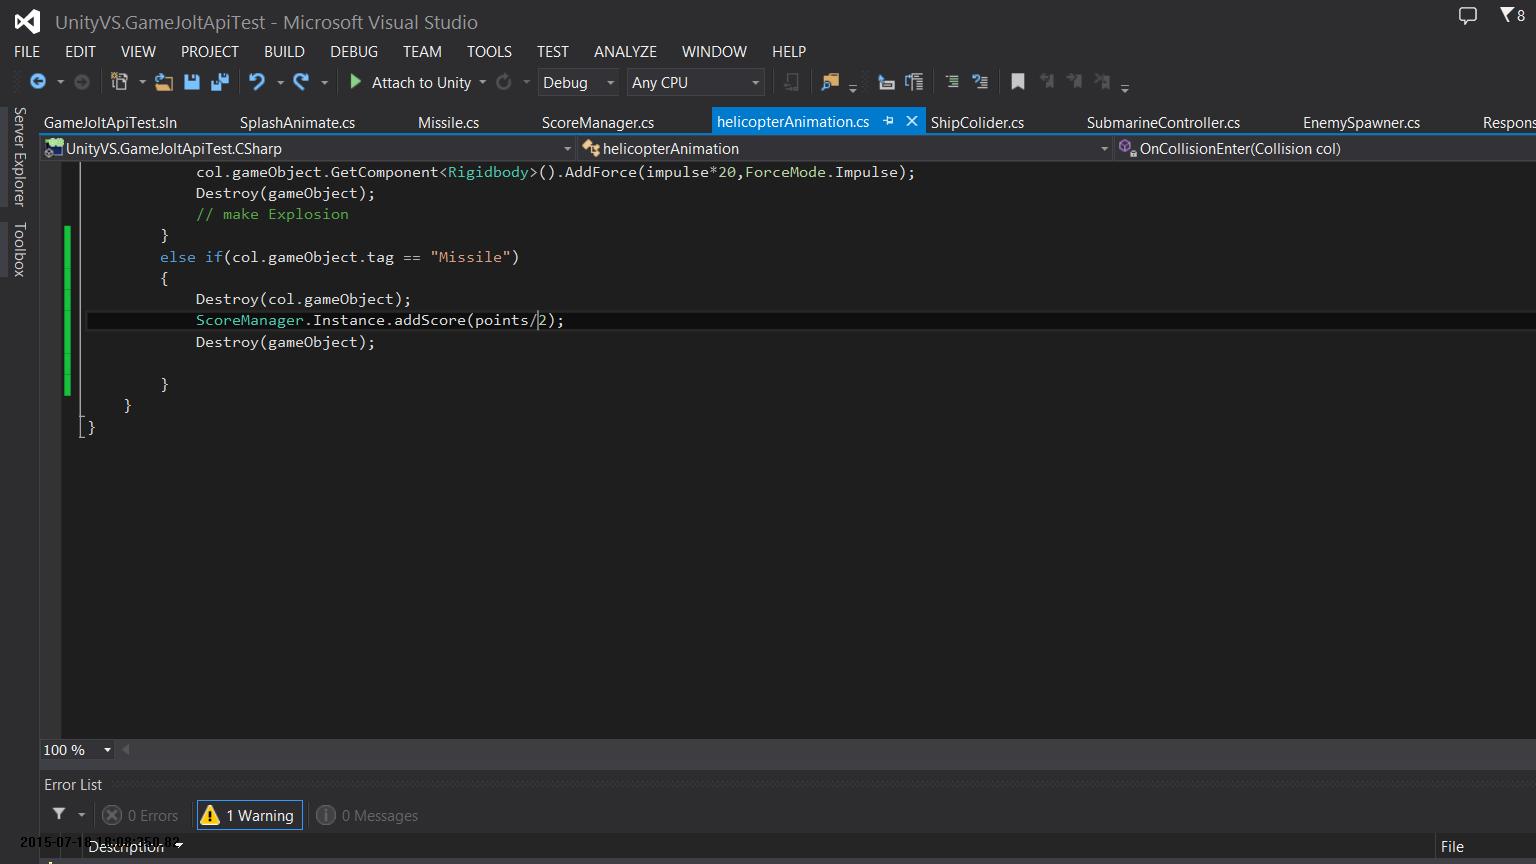 UnityVS.GameJoltApiTest - Microsoft Visual Studio
8
FILE EDIT VIEW PROJECT BUILD DEBUG TEAM TOOLS TEST ANALYZE WINDOW HELP
Attach to Unity Debug Any CPU
Server Explorer
Toolbox
GameJoltApiTest.sln SplashAnimate.cs Missile.cs ScoreManager.cs helicopterAnimation.cs ShipColider.cs SubmarineController.cs EnemySpawner.cs Respons
UnityVS.GameJoltApiTest.CSharp helicopterAnimation OnCollisionEnter(Collision col)
col.gameObject.GetComponent<Rigidbody>().AddForce(impulse*20,ForceMode.Impulse);
Destroy(gameObject);
// make Explosion
}
else if(col.gameObject.tag == "Missile")
{
Destroy(col.gameObject);
ScoreManager.Instance.addScore(points/2);
Destroy(gameObject);
}
}
}
100 %
Error List
0 Errors 1 Warning 0 Messages
Description File